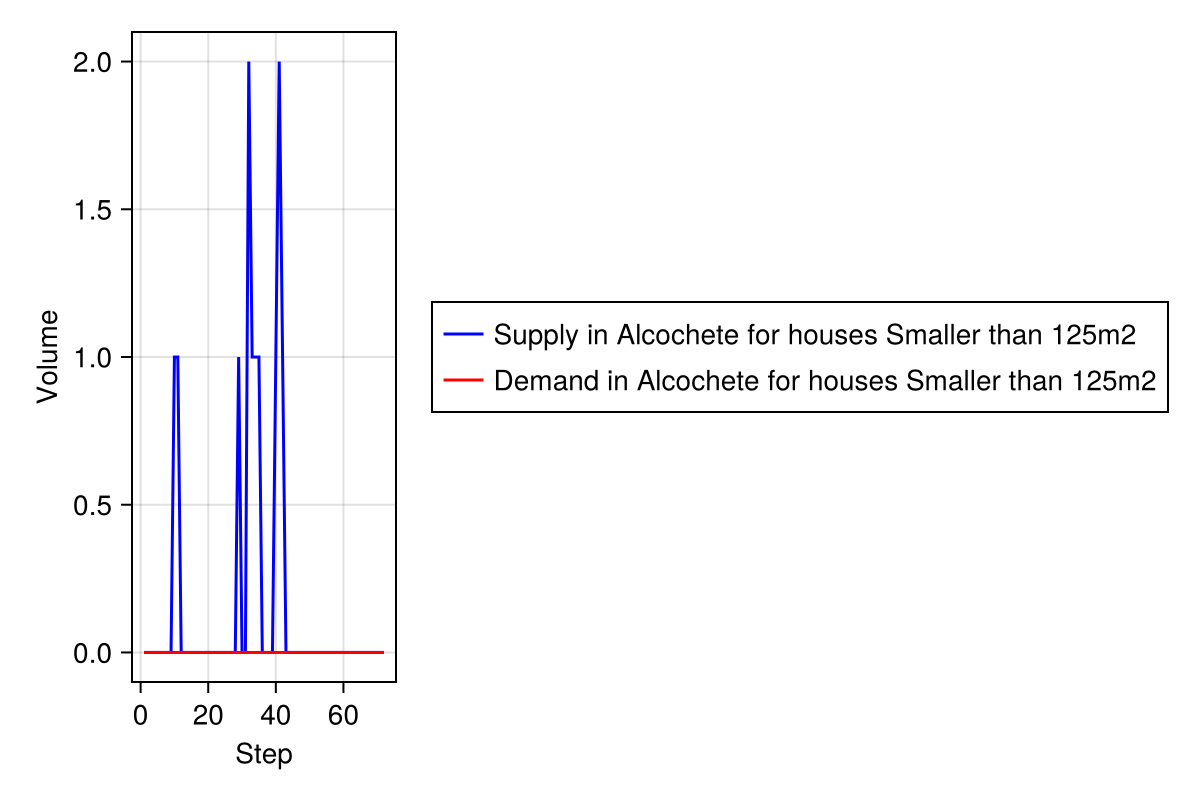 2.0
1.5
1.0
0.5
0.0
Volume
0 20 40 60
Step
Supply in Alcochete for houses Smaller than 125m2
Demand in Alcochete for houses Smaller than 125m2